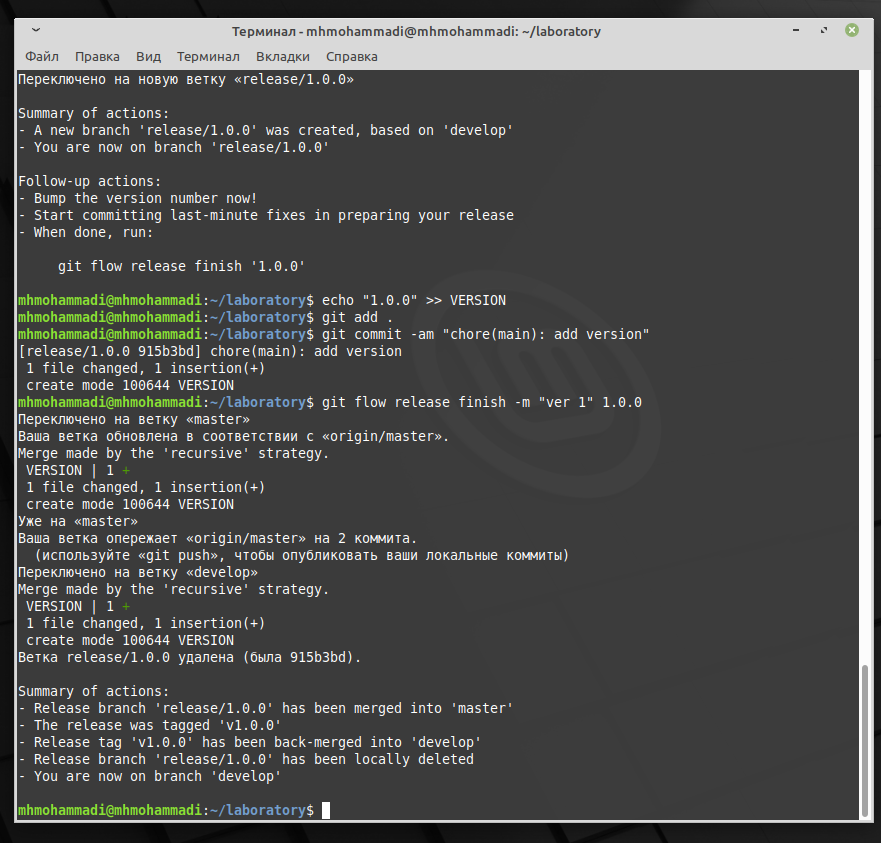 Терминал - mhmohammadi@mhmohammadi: ~/laboratory
Файл Правка Вид Терминал Вкладки Справка
Переключено на новую ветку «release/1.0.0»
Summary of actions:
- A new branch 'release/1.0.0' was created, based on 'develop'
- You are now on branch 'release/1.0.0'
Follow-up actions:
- Bump the version number now!
- Start committing last-minute fixes in preparing your release
- When done, run:
git flow release finish '1.0.0'
mhmohammadi@mhmohammadi:~/laboratory$ echo "1.0.0" >> VERSION
mhmohammadi@mhmohammadi:~/laboratory$ git add .
mhmohammadi@mhmohammadi:~/laboratory$ git commit -am "chore(main): add version"
[release/1.0.0 915b3bd] chore(main): add version
1 file changed, 1 insertion(+)
create mode 100644 VERSION
mhmohammadi@mhmohammadi:~/laboratory$ git flow release finish -m "ver 1" 1.0.0
Переключено на ветку «master»
Ваша ветка обновлена в соответствии с «origin/master».
Merge made by the 'recursive' strategy.
VERSION | 1 +
1 file changed, 1 insertion(+)
create mode 100644 VERSION
Уже на «master»
Ваша ветка опережает «origin/master» на 2 коммита.
(используйте «git push», чтобы опубликовать ваши локальные коммиты)
Переключено на ветку «develop»
Merge made by the 'recursive' strategy.
VERSION | 1 +
1 file changed, 1 insertion(+)
create mode 100644 VERSION
Ветка release/1.0.0 удалена (была 915b3bd).
Summary of actions:
- Release branch 'release/1.0.0' has been merged into 'master'
- The release was tagged 'v1.0.0'
- Release tag 'v1.0.0' has been back-merged into 'develop'
- Release branch 'release/1.0.0' has been locally deleted
- You are now on branch 'develop'
mhmohammadi@mhmohammadi:~/laboratory$